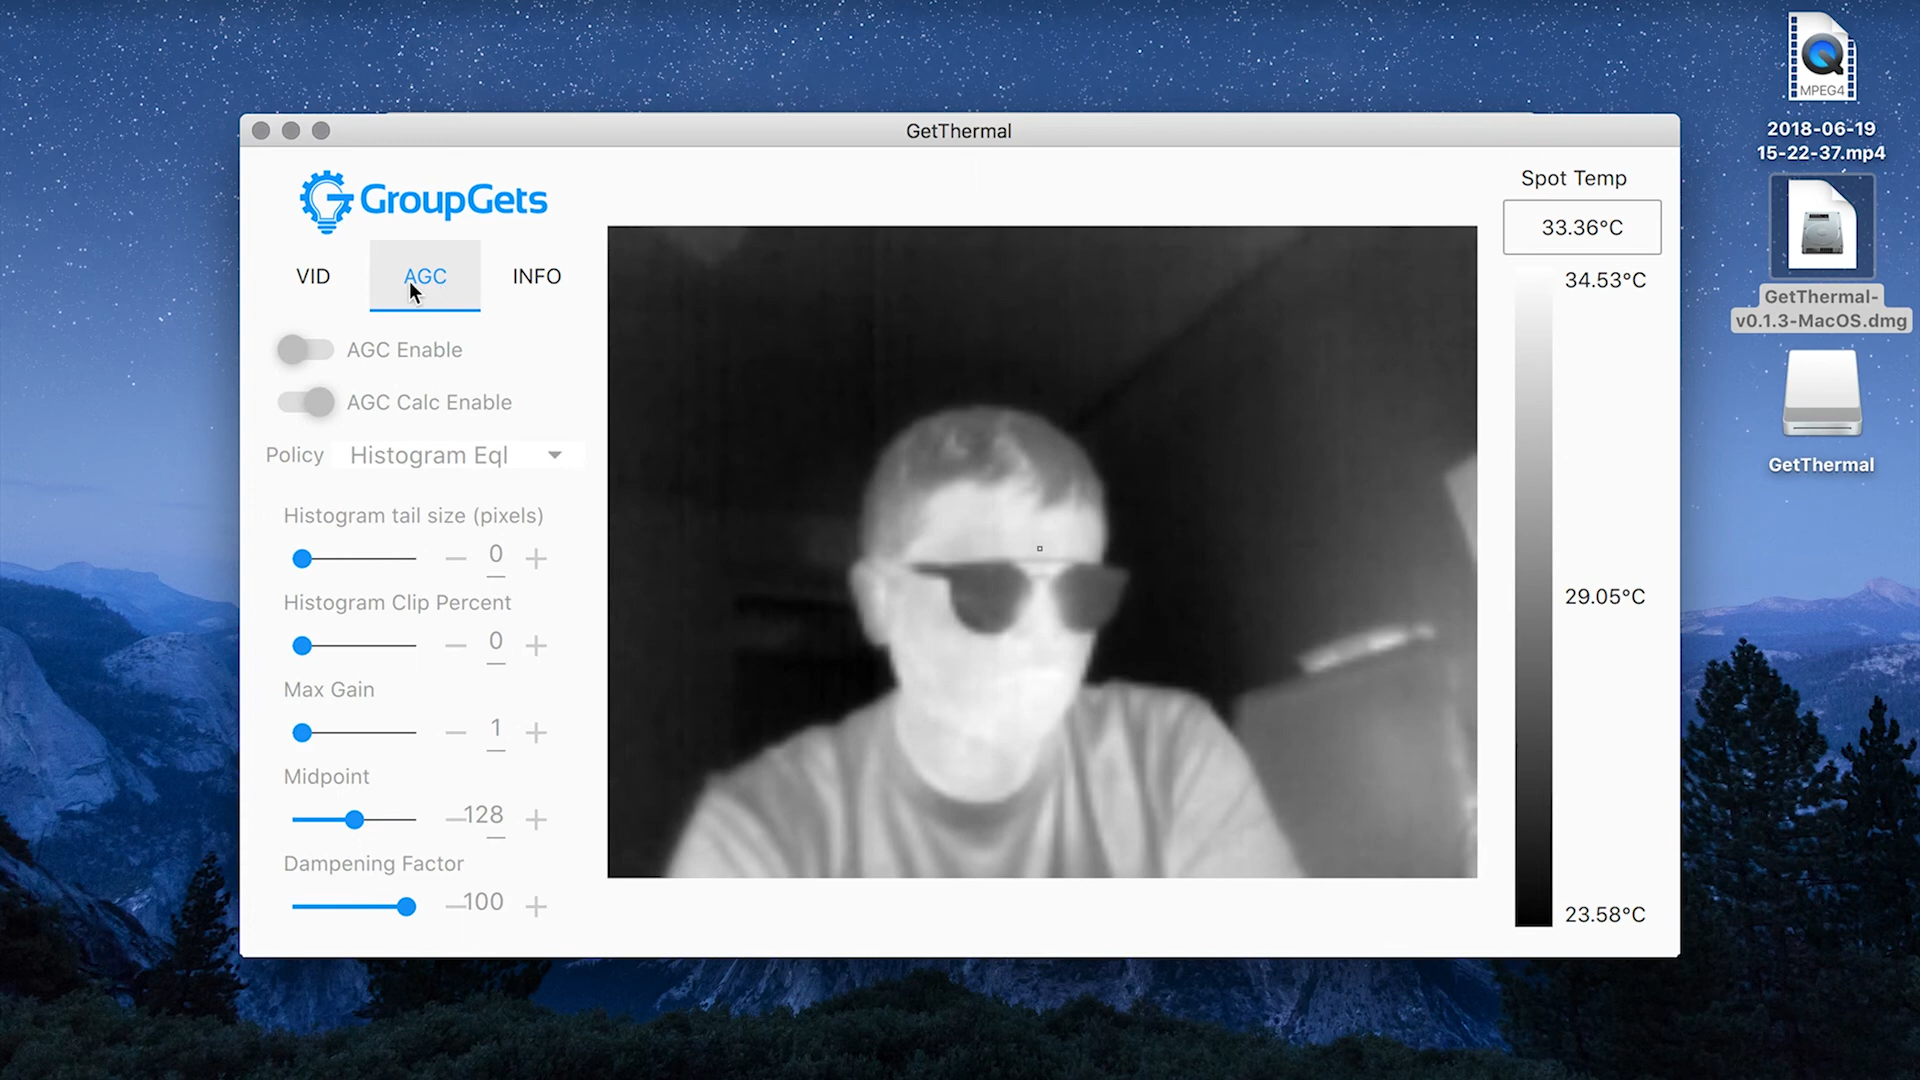 GetThermal
GroupGets
VID
AGC
INFO
AGC Enable
AGC Calc Enable
Policy
Histogram Eql
Histogram tail size (pixels)
0
Histogram Clip Percent
0
Max Gain
1
Midpoint
128
Dampening Factor
100
Spot Temp
33.36°C
34.53°C
29.05°C
23.58°C
MPEG4
2018-06-19
15-22-37.mp4
GetThermal-
v0.1.3-MacOS.dmg
GetThermal